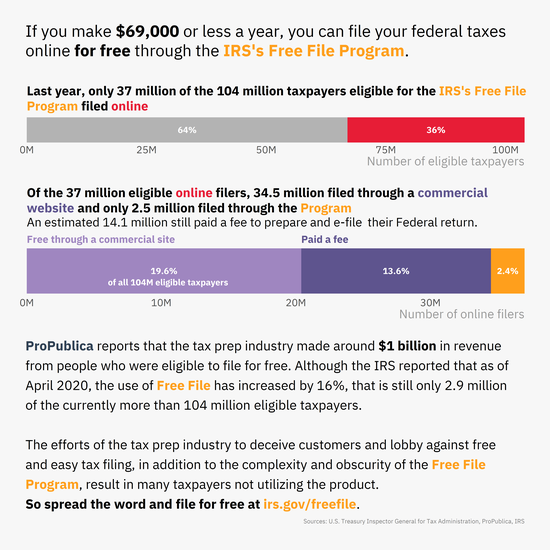 If you make $69,000 or less a year, you can file your federal taxes
online for free through the IRS's Free File Program.
Last year, only 37 million of the 104 million taxpayers eligible for the IRS's Free File
Program filed online
64% 36%
0M 25M 50M 75M 100M
Number of eligible taxpayers
Of the 37 million eligible online filers, 34.5 million filed through a commercial
website and only 2.5 million filed through the Program
An estimated 14.1 million still paid a fee to prepare and e-file their Federal return.
Free through a commercial site Paid a fee
19.6% 13.6% 2.4%
of all 104M eligible taxpayers
0M 10M 20M 30M
Number of online filers
ProPublica reports that the tax prep industry made around $1 billion in revenue
from people who were eligible to file for free. Although the IRS reported that as of
April 2020, the use of Free File has increased by 16%, that is still only 2.9 million
of the currently more than 104 million eligible taxpayers.
The efforts of the tax prep industry to deceive customers and lobby against free
and easy tax filing, in addition to the complexity and obscurity of the Free File
Program, result in many taxpayers not utilizing the product.
So spread the word and file for free at irs.gov/freefile.
Sources: U.S. Treasury Inspector General for Tax Administration, ProPublica, IRS